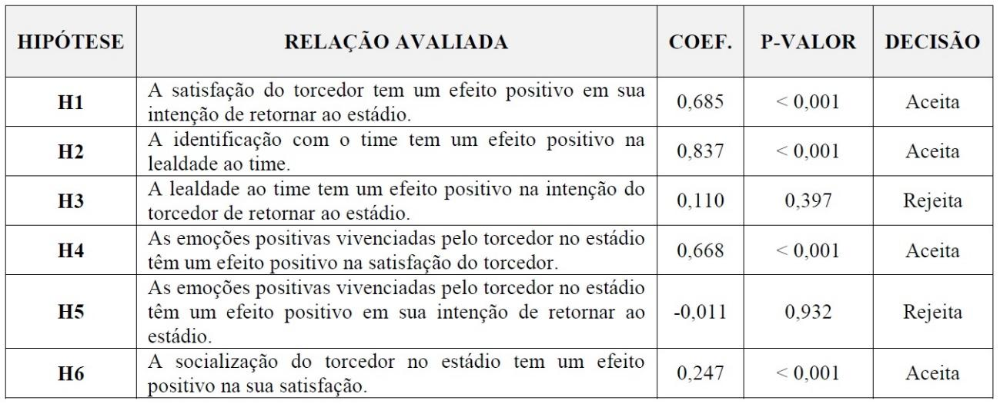 HIPÓTESE RELAÇÃO AVALIADA COEF. P-VALOR DECISÃO
H1 A satisfação do torcedor tem um efeito positivo em sua
intenção de retornar ao estádio. 0,685 < 0,001 Aceita
H2 A identificação com o time tem um efeito positivo na
lealdade ao time. 0,837 < 0,001 Aceita
H3 A lealdade ao time tem um efeito positivo na intenção do
torcedor de retornar ao estádio. 0,110 0,397 Rejeita
H4 As emoções positivas vivenciadas pelo torcedor no estádio
têm um efeito positivo na satisfação do torcedor. 0,668 < 0,001 Aceita
As emoções positivas vivenciadas pelo torcedor no estádio
H5 têm um efeito positivo em sua intenção de retornar ao -0,011 0,932 Rejeita
estádio.
H6 A socialização do torcedor no estádio tem um efeito
positivo na sua satisfação. 0,247 < 0,001 Aceita